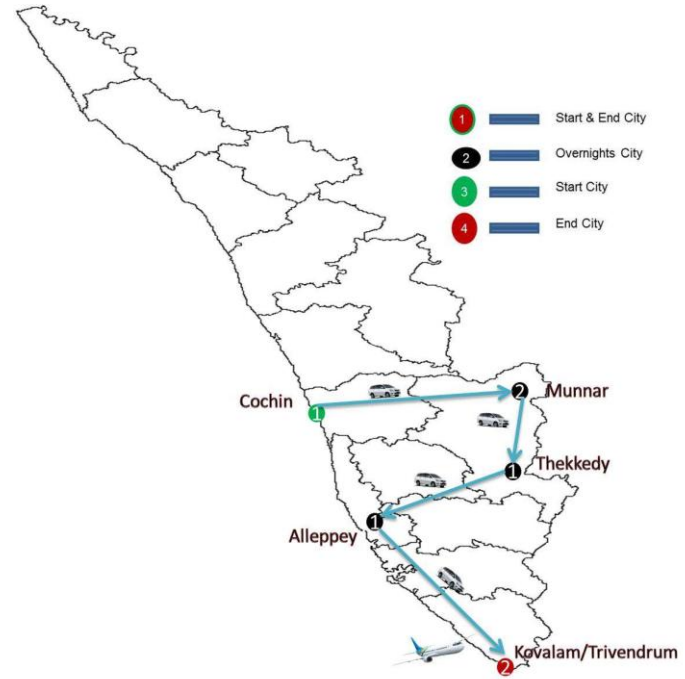 1 Start & End City
2 Overnights City
3 Start City
4 End City
2 Munnar
Cochin
1
1 Thekkedy
1
Alleppey
Kovalam/Trivendrum
2